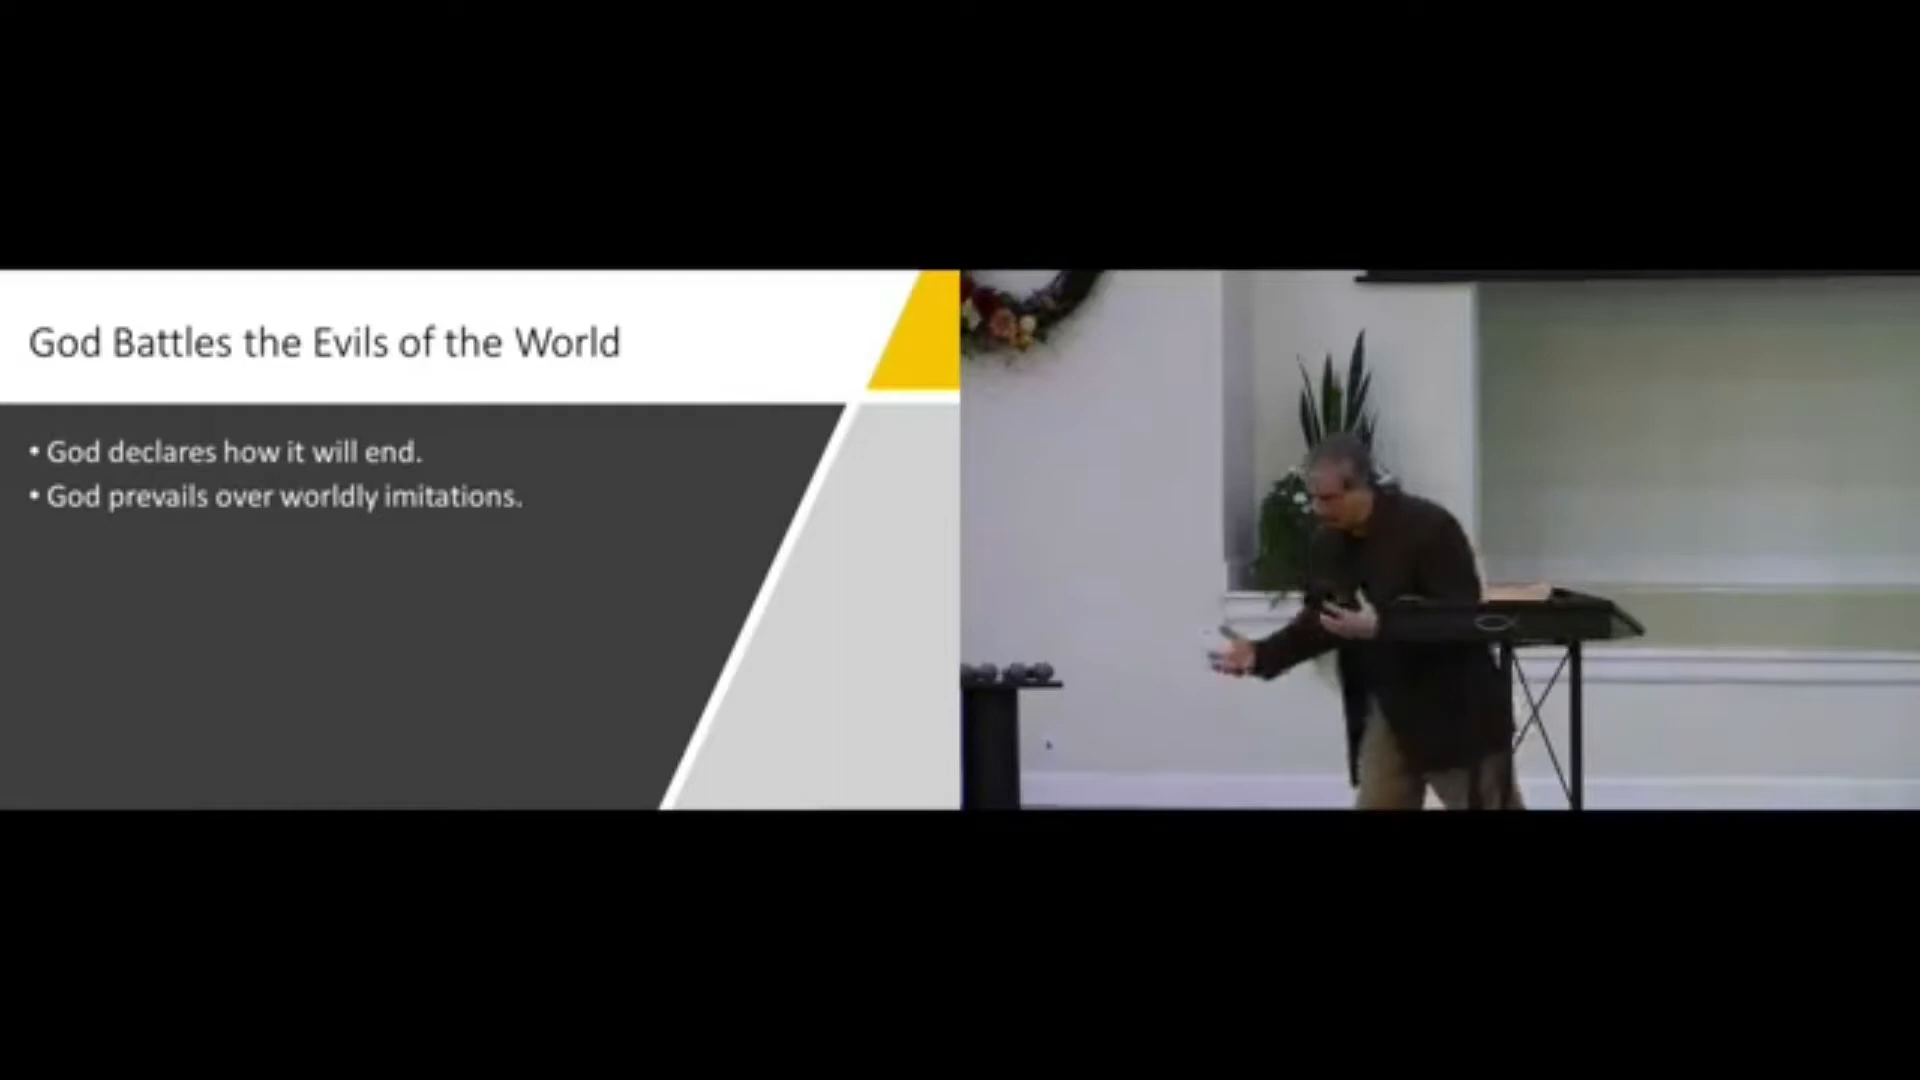 God Battles the Evils of the World
• God declares how it will end.
• God prevails over worldly imitations.